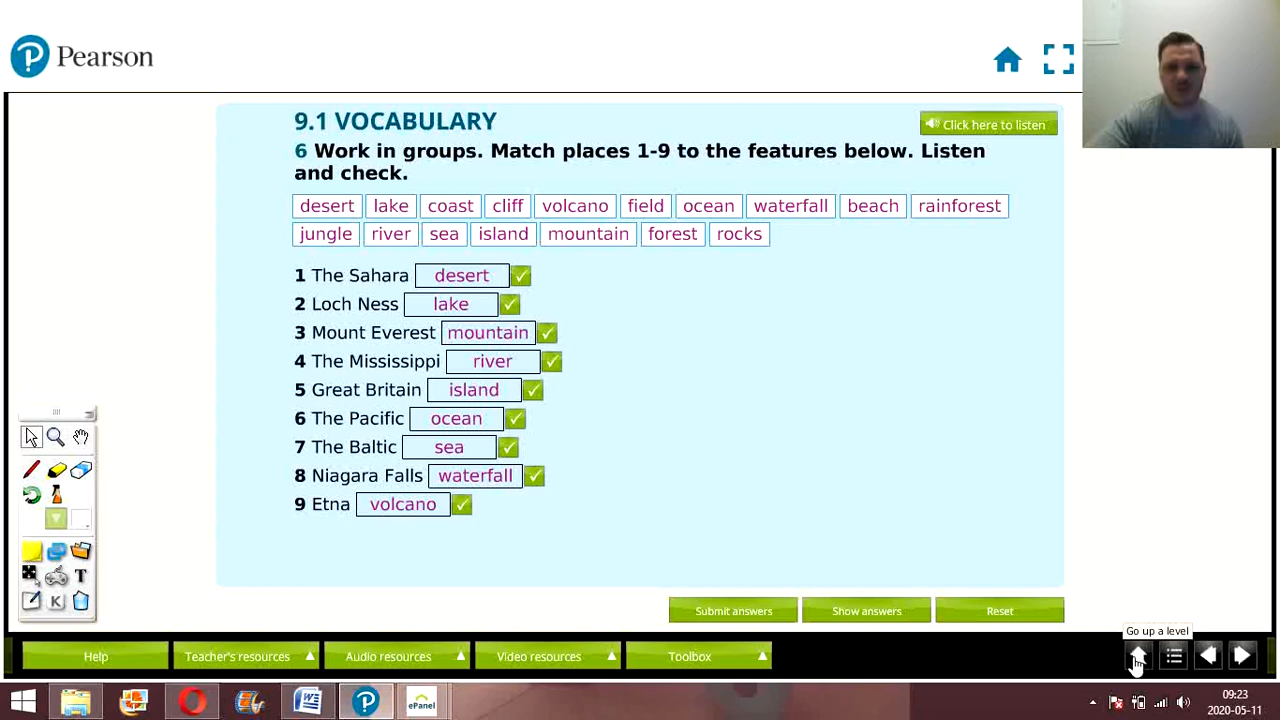 Pearson
9.1 VOCABULARY
Click here to listen
6 Work in groups. Match places 1-9 to the features below. Listen
and check.
desert lake coast cliff volcano field ocean waterfall beach rainforest
jungle river sea island mountain forest rocks
1 The Sahara desert
2 Loch Ness lake
3 Mount Everest mountain
4 The Mississippi river
5 Great Britain island
6 The Pacific ocean
7 The Baltic sea
8 Niagara Falls waterfall
9 Etna volcano
T
K
Submit answers Show answers Reset
Go up a level
Help Teacher's resources Audio resources Video resources Toolbox
ePanel
09:23
2020-05-11